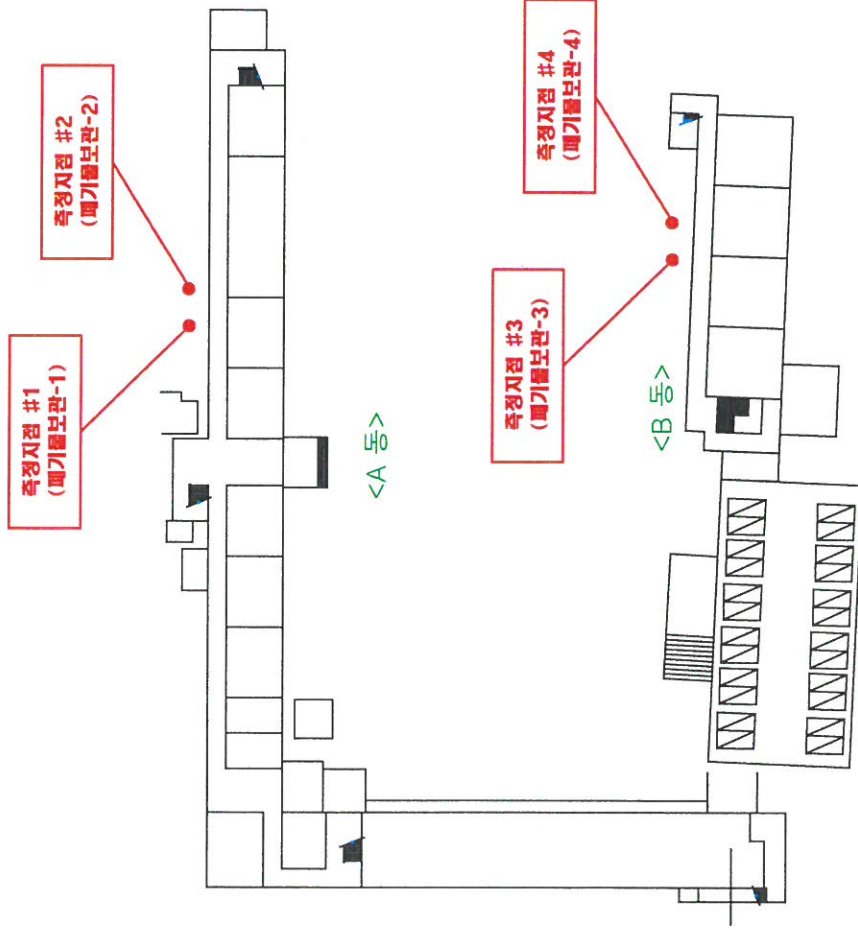 측정지점 #1
(폐기물보관-1)
측정지점 #2
(폐기물보관-2)
<A 동>
측정지점 #3
(폐기물보관-3)
측정지점 #4
(폐기물보관-4)
<B 동>